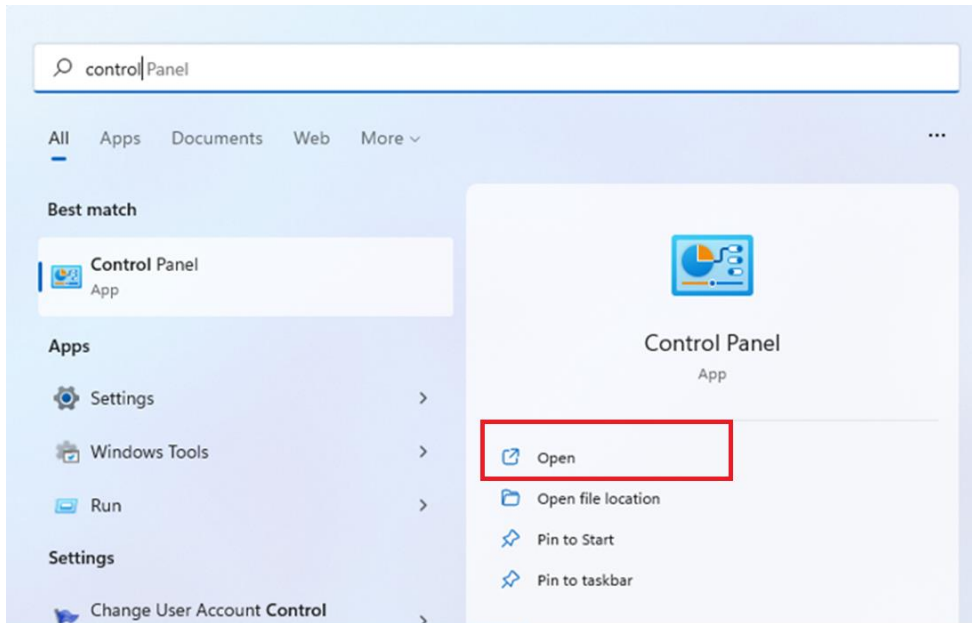 control Panel
All Apps Documents Web More
Best match
Control Panel
App
Apps
Settings
Windows Tools
Run
Settings
Change User Account Control
Control Panel
App
Open
Open file location
Pin to Start
Pin to taskbar